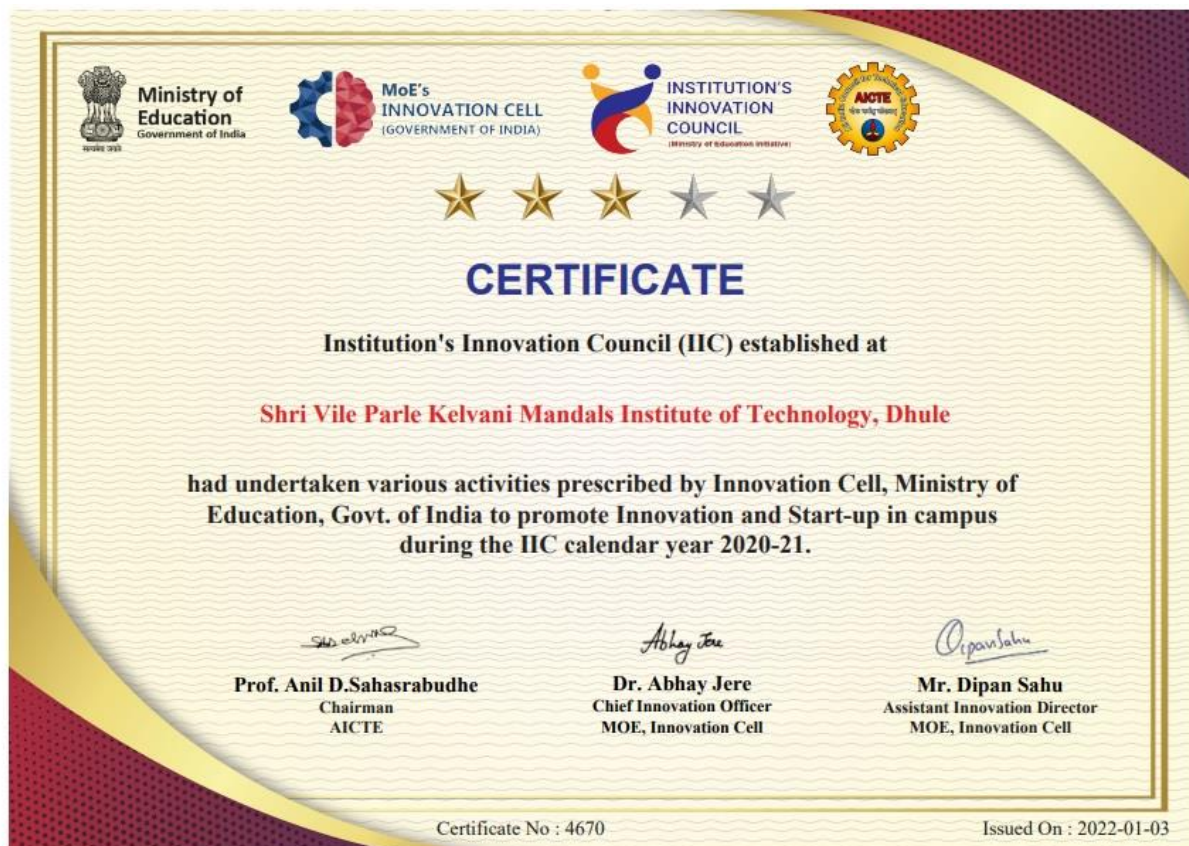 Ministry of
Education
Government of India
सत्यमेव जयते
MoE's
INNOVATION CELL
(GOVERNMENT OF INDIA)
INSTITUTION'S
INNOVATION
COUNCIL
(Ministry of Education Initiative)
AICTE
CERTIFICATE
Institution's Innovation Council (IIC) established at
Shri Vile Parle Kelvani Mandals Institute of Technology, Dhule
had undertaken various activities prescribed by Innovation Cell, Ministry of
Education, Govt. of India to promote Innovation and Start-up in campus
during the IIC calendar year 2020-21.
Abhay Jere
Dipan Sahu
Prof. Anil D.Sahasrabudhe
Chairman
AICTE
Dr. Abhay Jere
Chief Innovation Officer
MOE, Innovation Cell
Mr. Dipan Sahu
Assistant Innovation Director
MOE, Innovation Cell
Certificate No : 4670
Issued On : 2022-01-03